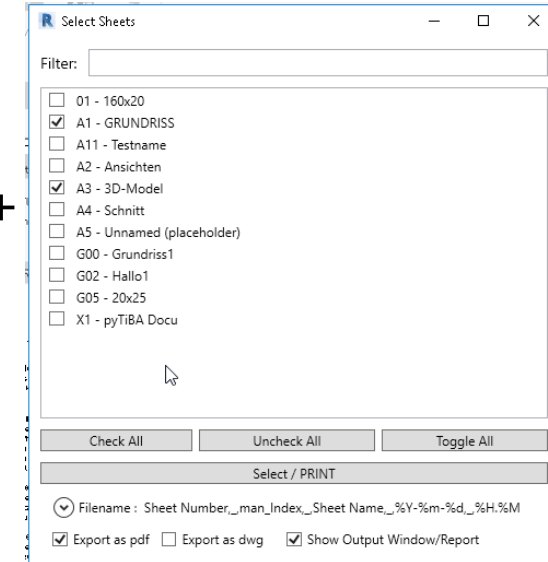 R Select Sheets
Filter:
01 - 160x20
A1 - GRUNDRISS
A11 - Testname
A2 - Ansichten
A3 - 3D-Model
A4 - Schnitt
A5 - Unnamed (placeholder)
G00 - Grundriss1
G02 - Hallo1
G05 - 20x25
X1 - pyTiBA Docu
Check All Uncheck All Toggle All
Select / PRINT
Filename : Sheet Number,_,man_Index,_,Sheet Name,_,%Y-%m-%d,_,%H.%M
Export as pdf Export as dwg Show Output Window/Report